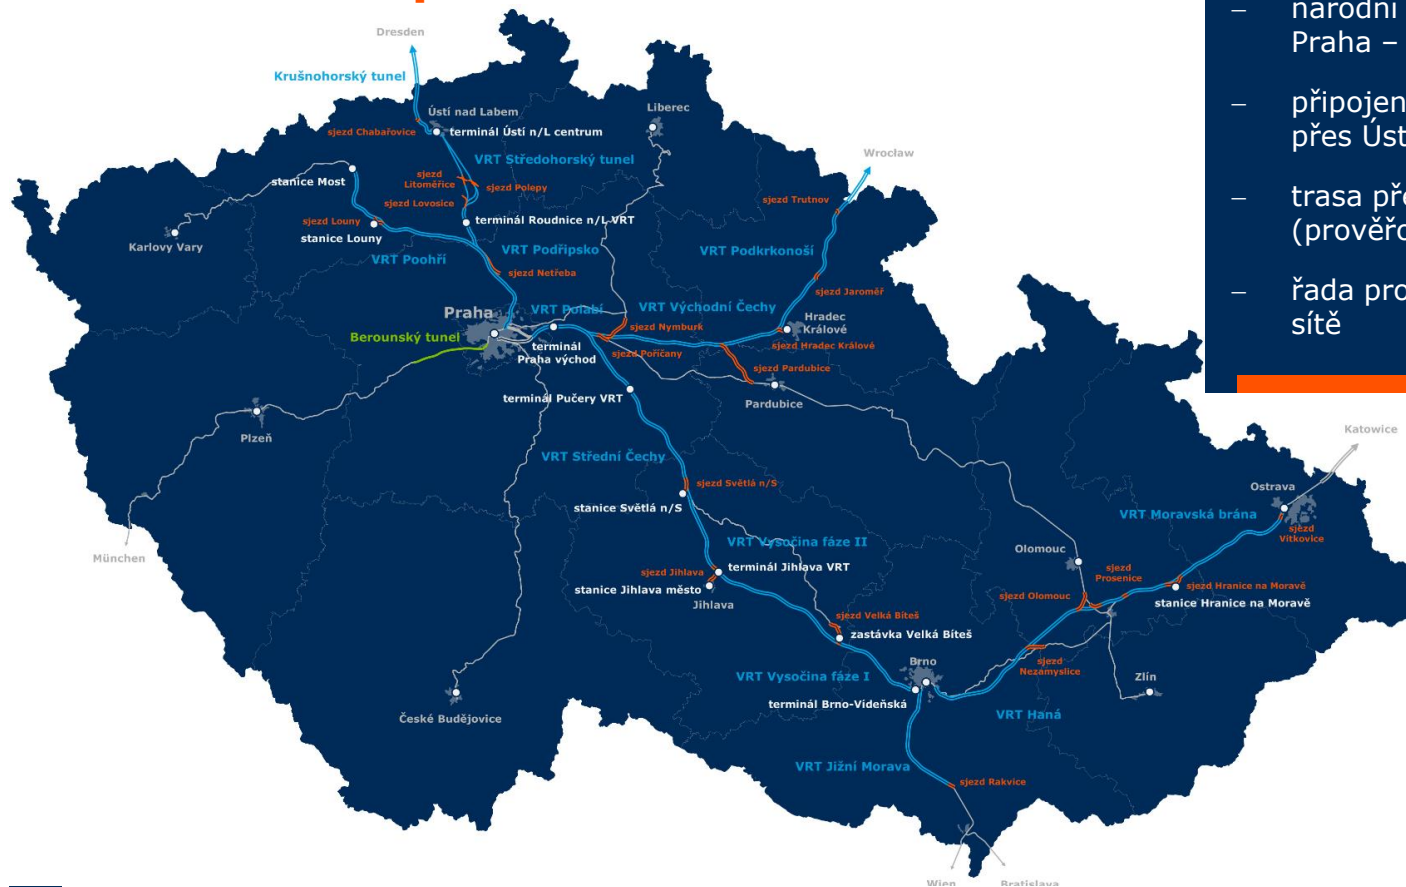 národní
Praha –
přes
trasa
sítě
Dresden
Krušnohorský tunel
Ústí nad Labem
Liberec
sjezd Chabařovice
terminál Ústí n/L centrum
VRT Středohorský tunel
Wrocław
stanice Most
sjezd
Litoměřice
sjezd Polepy
sjezd Lovosice
sjezd Trutnov
sjezd Louny
stanice Louny
terminál Roudnice n/L VRT
Karlovy Vary
VRT Poohří
VRT Podřipsko
VRT Podkrkonoší
sjezd Netřeba
sjezd Jaroměř
Praha
VRT Polabí
VRT Východní Čechy
Hradec
Králové
sjezd Nymburk
Berounský tunel
terminál
Praha východ
sjezd Poříčany
sjezd Hradec Králové
sjezd Pardubice
terminál Pučery VRT
Pardubice
Plzeň
Katowice
VRT Střední Čechy
sjezd Světlá n/S
Ostrava
stanice Světlá n/S
VRT Moravská brána
sjezd
Vítkovice
München
VRT Vysočina fáze II
Olomouc
sjezd Jihlava
terminál Jihlava VRT
sjezd
Prosenice
stanice Jihlava město
sjezd Hranice na Moravě
Jihlava
sjezd Olomouc
stanice Hranice na Moravě
sjezd Velká Bíteš
zastávka Velká Bíteš
Brno
sjezd
Nezamyslice
VRT Vysočina fáze I
Zlín
terminál Brno-Vídeňská
VRT Haná
České Budějovice
VRT Jižní Morava
sjezd Rakvice
Wien
Bratislava